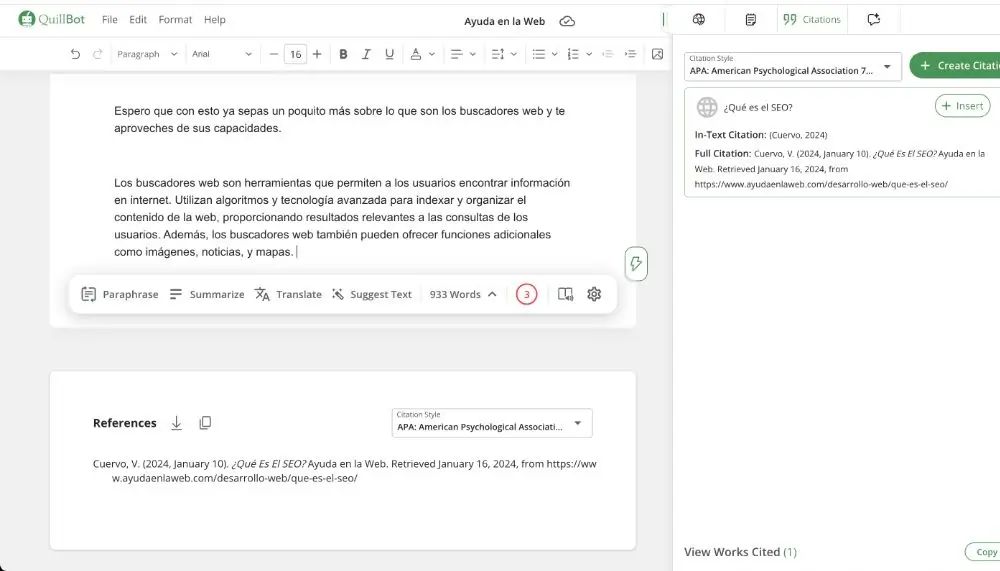 QuillBot File Edit Format Help
Ayuda en la Web
Citations
Paragraph Arial 16 B I U A
Espero que con esto ya sepas un poquito más sobre lo que son los buscadores web y te
aproveches de sus capacidades.
Los buscadores web son herramientas que permiten a los usuarios encontrar información
en internet. Utilizan algoritmos y tecnología avanzada para indexar y organizar el
contenido de la web, proporcionando resultados relevantes a las consultas de los
usuarios. Además, los buscadores web también pueden ofrecer funciones adicionales
como imágenes, noticias, y mapas.
Paraphrase Summarize Translate Suggest Text 933 Words 3
References
Citation Style
APA: American Psychological Associati...
Cuervo, V. (2024, January 10). ¿Qué Es El SEO? Ayuda en la Web. Retrieved January 16, 2024, from https://ww
w.ayudaenlaweb.com/desarrollo-web/que-es-el-seo/
Citation Style
APA: American Psychological Association 7...
+ Create Citatio
¿Qué es el SEO?
+ Insert
In-Text Citation: (Cuervo, 2024)
Full Citation: Cuervo, V. (2024, January 10). ¿Qué Es El SEO? Ayuda en la
Web. Retrieved January 16, 2024, from
https://www.ayudaenlaweb.com/desarrollo-web/que-es-el-seo/
View Works Cited (1)
Copy